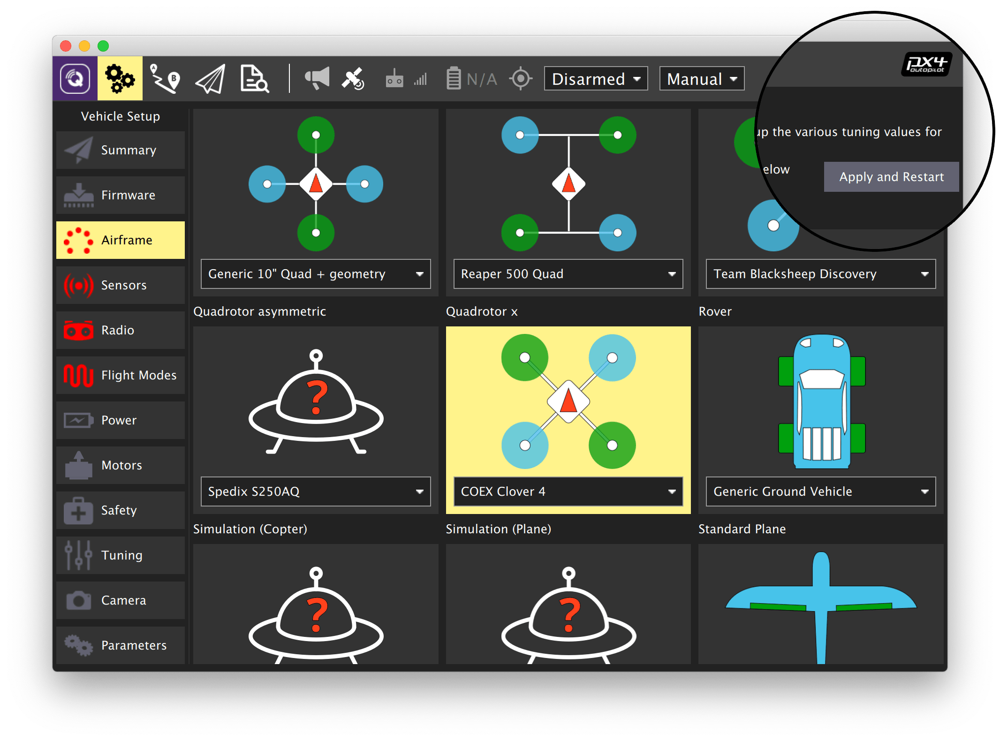 px4
autopilot
N/A
Disarmed
Manual
Vehicle Setup
Summary
Firmware
Airframe
Sensors
Radio
Flight Modes
Power
Motors
Safety
Tuning
Camera
Parameters
up the various tuning values for
elow
Apply and Restart
Generic 10" Quad + geometry
Reaper 500 Quad
Team Blacksheep Discovery
Quadrotor asymmetric
Quadrotor x
Rover
?
Spedix S250AQ
COEX Clover 4
Generic Ground Vehicle
Simulation (Copter)
Simulation (Plane)
Standard Plane
?
?